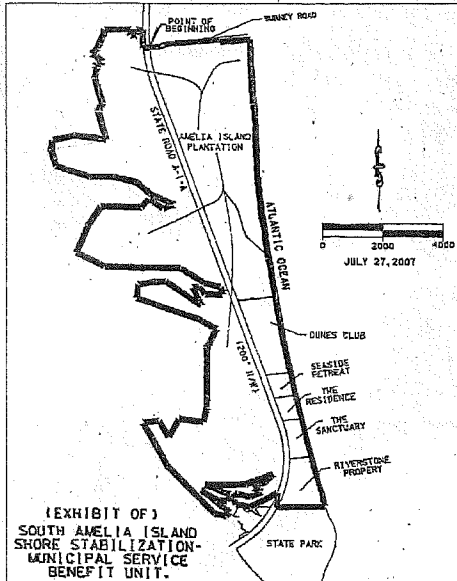 BURNEY ROAD
POINT OF
BEGINNING
STATE ROAD A-1-A
AMELIA ISLAND
PLANTATION
ATLANTIC OCEAN
0 2000 4000
JULY 27, 2007
DUNES CLUB
(200' R/W)
SEASIDE
RETREAT
THE
RESIDENCE
THE
SANCTUARY
RIVERSTONE
PROPERTY
STATE PARK
(EXHIBIT OF)
SOUTH AMELIA ISLAND
SHORE STABILIZATION-
MUNICIPAL SERVICE
BENEFIT UNIT.